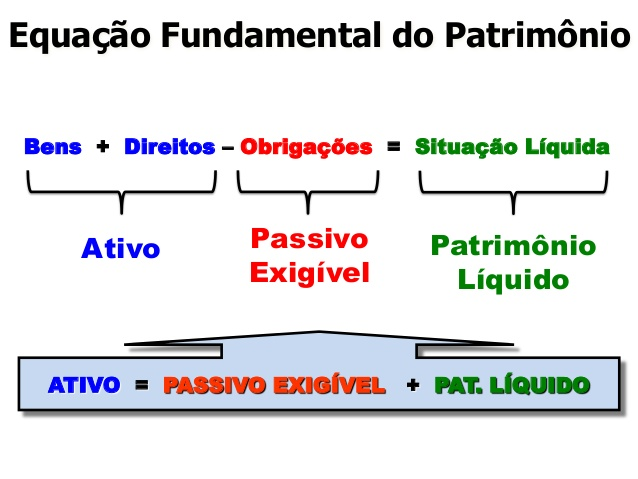 Equação Fundamental do Patrimônio
Bens + Direitos – Obrigações = Situação Líquida
Ativo
Passivo
Exigível
Patrimônio
Líquido
ATIVO = PASSIVO EXIGÍVEL + PAT. LÍQUIDO